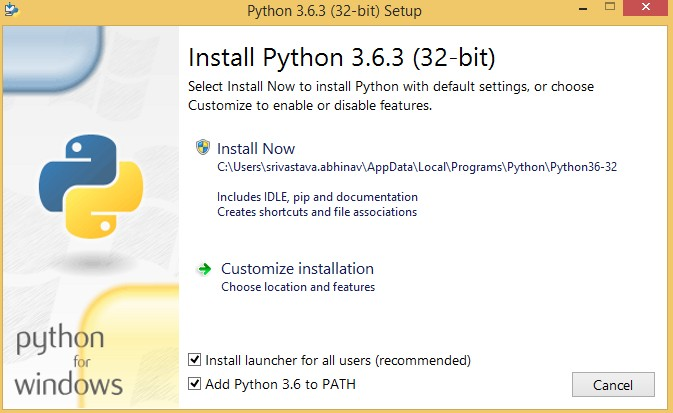 Python 3.6.3 (32-bit) Setup
Install Python 3.6.3 (32-bit)
Select Install Now to install Python with default settings, or choose
Customize to enable or disable features.
Install Now
C:\Users\srivastava.abhinav\AppData\Local\Programs\Python\Python36-32
Includes IDLE, pip and documentation
Creates shortcuts and file associations
Customize installation
Choose location and features
python
for
windows
Install launcher for all users (recommended)
Add Python 3.6 to PATH
Cancel